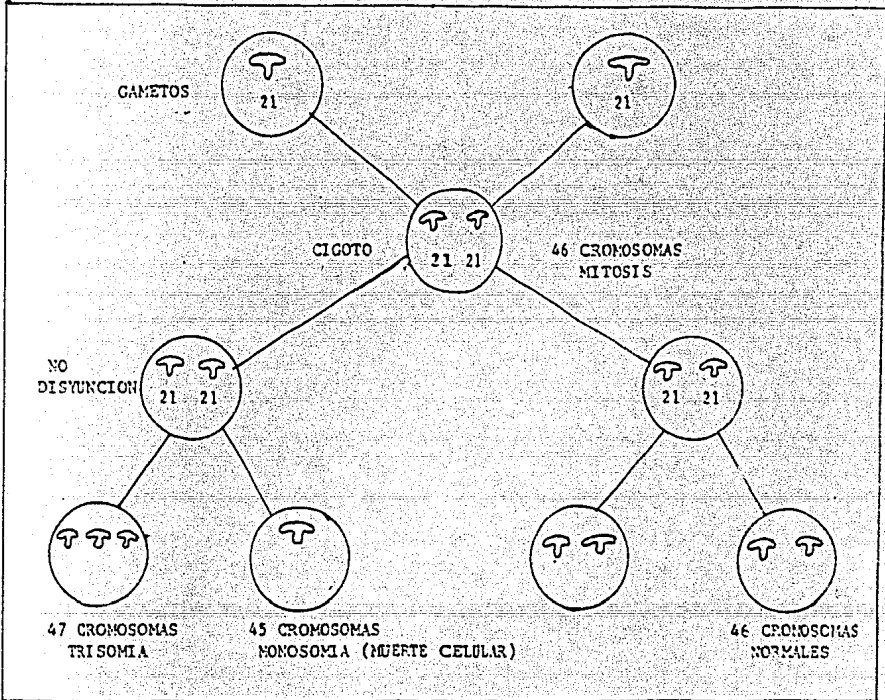 GAMETOS
21
21
CIGOTO
21 21
46 CROMOSOMAS
MITOSIS
NO
DISYUNCION
21 21
21 21
47 CROMOSOMAS
TRISOMIA
45 CROMOSOMAS
MONOSOMIA (MUERTE CELULAR)
46 CROMOSOMAS
NORMALES